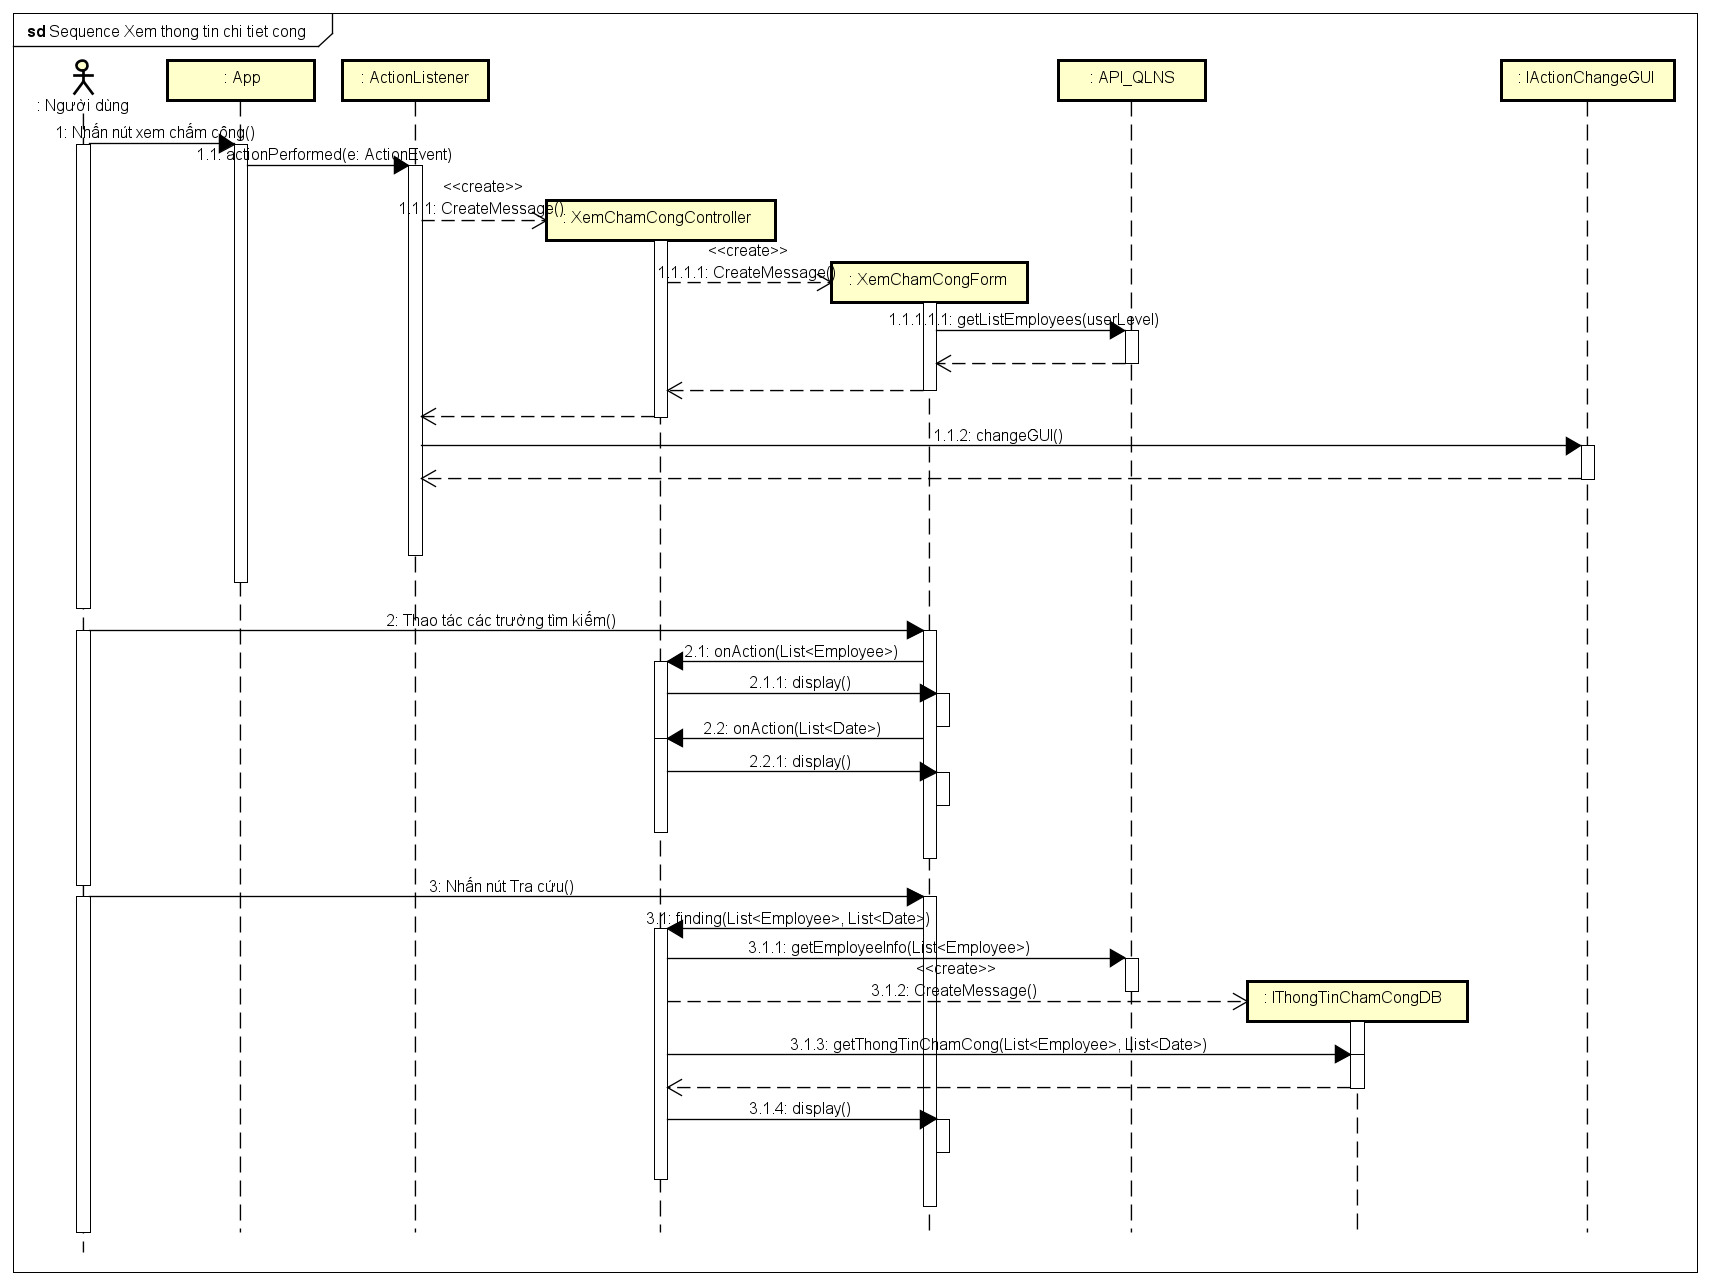 sd Sequence Xem thong tin chi tiet cong
: Người dùng
: App
: ActionListener
: API_QLNS
: IActionChangeGUI
1: Nhấn nút xem chấm công()
1.1: actionPerformed(e: ActionEvent)
<<create>>
1.1.1: CreateMessage()
: XemChamCongController
<<create>>
1.1.1.1: CreateMessage()
: XemChamCongForm
1.1.1.1.1: getListEmployees(userLevel)
1.1.2: changeGUI()
2: Thao tác các trường tìm kiếm()
2.1: onAction(List<Employee>)
2.1.1: display()
2.2: onAction(List<Date>)
2.2.1: display()
3: Nhấn nút Tra cứu()
3.1: finding(List<Employee>, List<Date>)
3.1.1: getEmployeeInfo(List<Employee>)
<<create>>
3.1.2: CreateMessage()
: IThongTinChamCongDB
3.1.3: getThongTinChamCong(List<Employee>, List<Date>)
3.1.4: display()